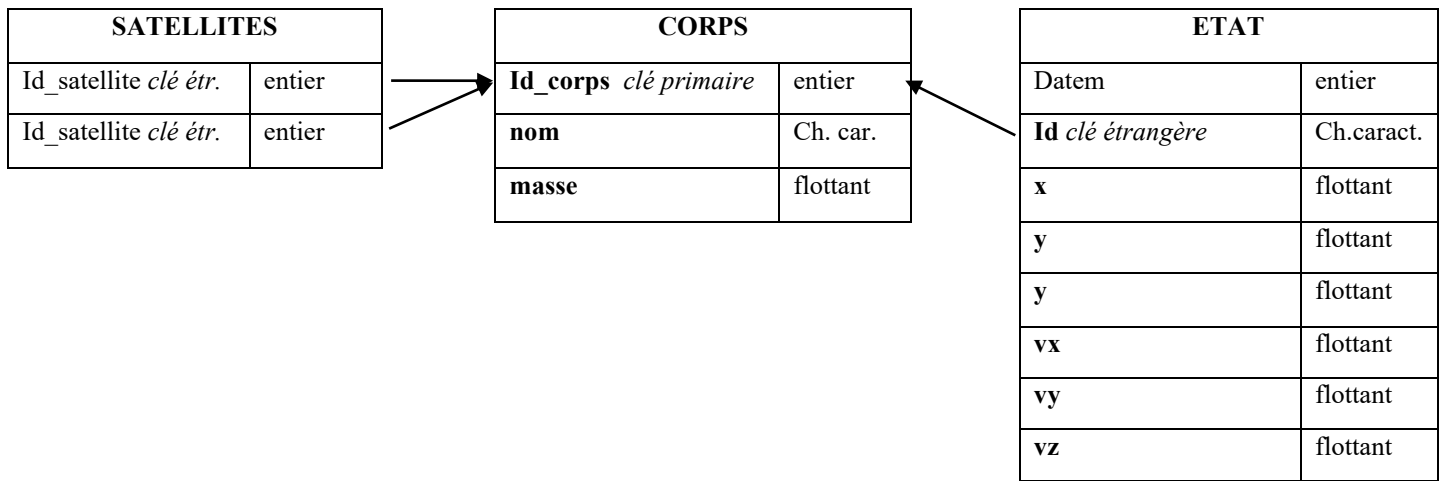 SATELLITES
Id_satellite clé étr. entier
Id_satellite clé étr. entier
CORPS
Id_corps clé primaire entier
nom Ch. car.
masse flottant
ETAT
Datem entier
Id clé étrangère Ch.caract.
x flottant
y flottant
y flottant
vx flottant
vy flottant
vz flottant